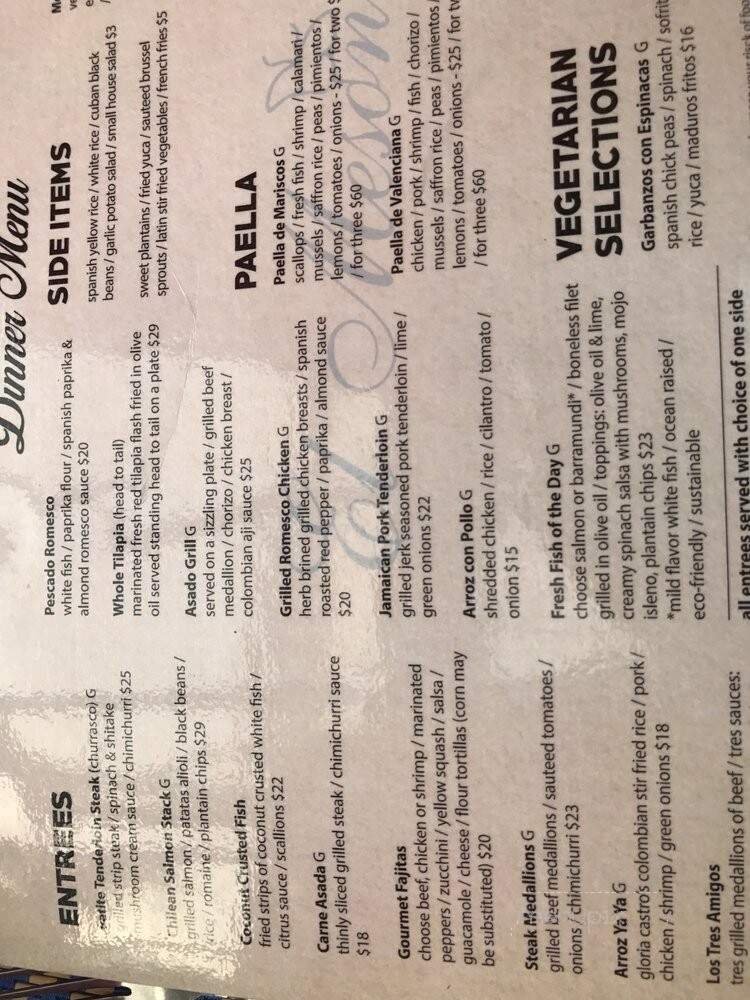 Dinner Menu
ENTREES
Petite Tenderloin Steak (churrasco) G
grilled strip steak / spinach & shitake
mushroom cream sauce / chimichurri $25
Chilean Salmon Stack G
grilled salmon / patatas alioli / black beans /
rice / romaine / plantain chips $29
Coconut Crusted Fish
fried strips of coconut crusted white fish /
citrus sauce / scallions $22
Carne Asada G
thinly sliced grilled steak / chimichurri sauce
$18
Gourmet Fajitas
choose beef, chicken or shrimp / marinated
peppers / zucchini / yellow squash / salsa /
guacamole / cheese / flour tortillas (corn may
be substituted) $20
Steak Medallions G
grilled beef medallions / sauteed tomatoes /
onions / chimichurri $23
Arroz Ya Ya G
gloria castro's colombian stir fried rice / pork /
chicken / shrimp / green onions $18
Los Tres Amigos
tres grilled medallions of beef / tres sauces:
Pescado Romesco
white fish / paprika flour / spanish paprika &
almond romesco sauce $20
Whole Tilapia (head to tail)
marinated fresh red tilapia flash fried in olive
oil served standing head to tail on a plate $29
Asado Grill G
served on a sizzling plate / grilled beef
medallion / chorizo / chicken breast /
colombian aji sauce $25
Grilled Romesco Chicken G
herb brined grilled chicken breasts / spanish
roasted red pepper / paprika / almond sauce
$20
Jamaican Pork Tenderloin G
grilled jerk seasoned pork tenderloin / lime /
green onions $22
Arroz con Pollo G
shredded chicken / rice / cilantro / tomato /
onion $15
Fresh Fish of the Day G
choose salmon or barramundi* / boneless filet
grilled in olive oil / toppings: olive oil & lime,
creamy spinach salsa with mushrooms, mojo
isleno, plantain chips $23
*mild flavor white fish / ocean raised /
eco-friendly / sustainable
all entrees served with choice of one side
SIDE ITEMS
spanish yellow rice / white rice / cuban black
beans / garlic potato salad / small house salad $3
sweet plantains / fried yuca / sauteed brussel
sprouts / latin stir fried vegetables / french fries $5
PAELLA
Paella de Mariscos G
scallops / fresh fish / shrimp / calamari /
mussels / saffron rice / peas / pimientos /
lemons / tomatoes / onions - $25 / for two $
/ for three $60
Paella de Valenciana G
chicken / pork / shrimp / fish / chorizo /
mussels / saffron rice / peas / pimientos /
lemons / tomatoes / onions - $25 / for tw
/ for three $60
VEGETARIAN
SELECTIONS
Garbanzos con Espinacas G
spanish chick peas / spinach / sofrit
rice / yuca / maduros fritos $16
Meson